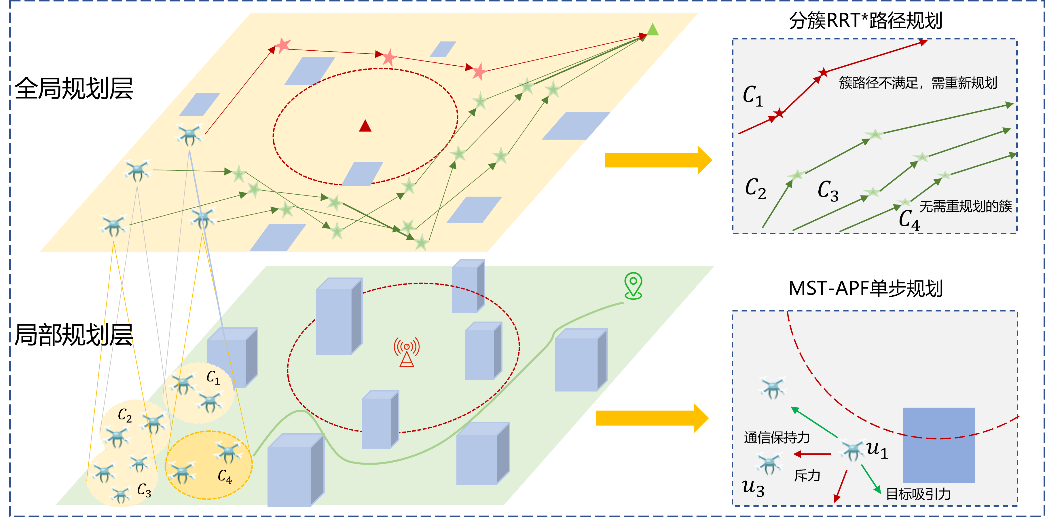 分簇RRT*路径规划
全局规划层
C₁
簇路径不满足，需重新规划
C₂
C₃
C₄
无需重规划的簇
MST-APF单步规划
局部规划层
C₁
C₂
C₃
C₄
通信保持力
u₁
u₃
斥力
目标吸引力